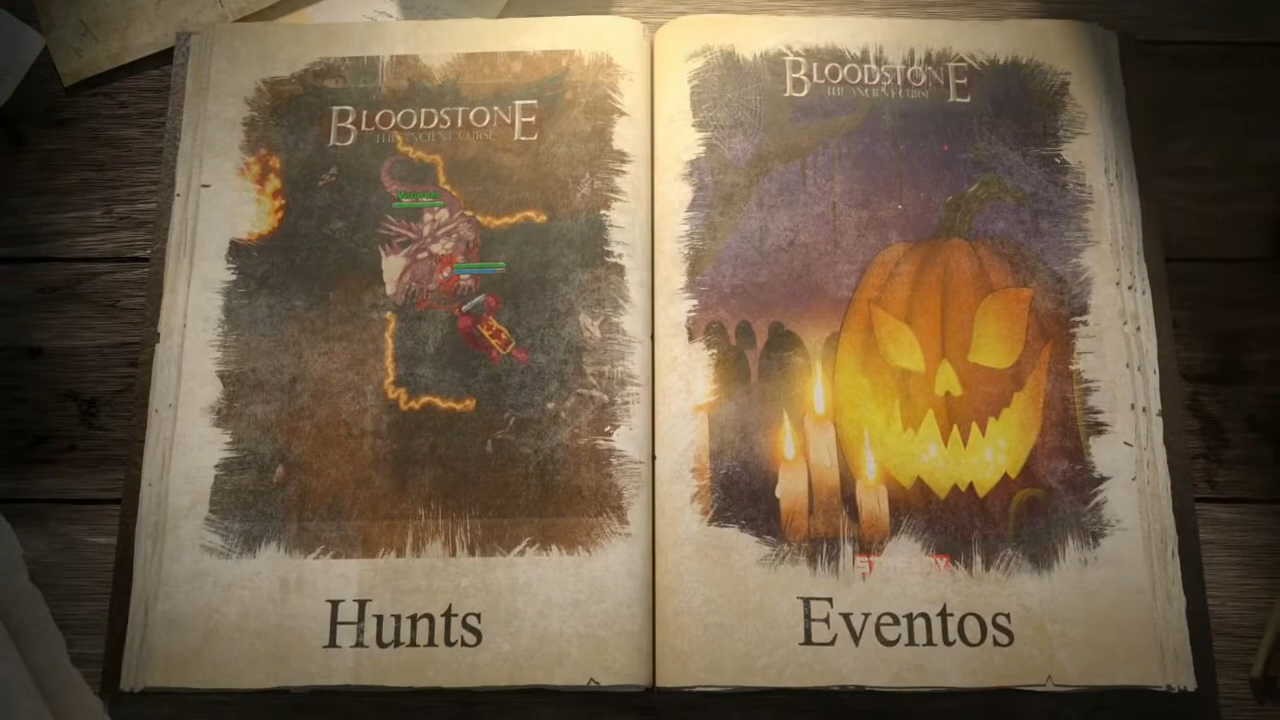 BLOODSTONE
THE ANCIENT CURSE
Hunts
BLOODSTONE
THE ANCIENT CURSE
Eventos